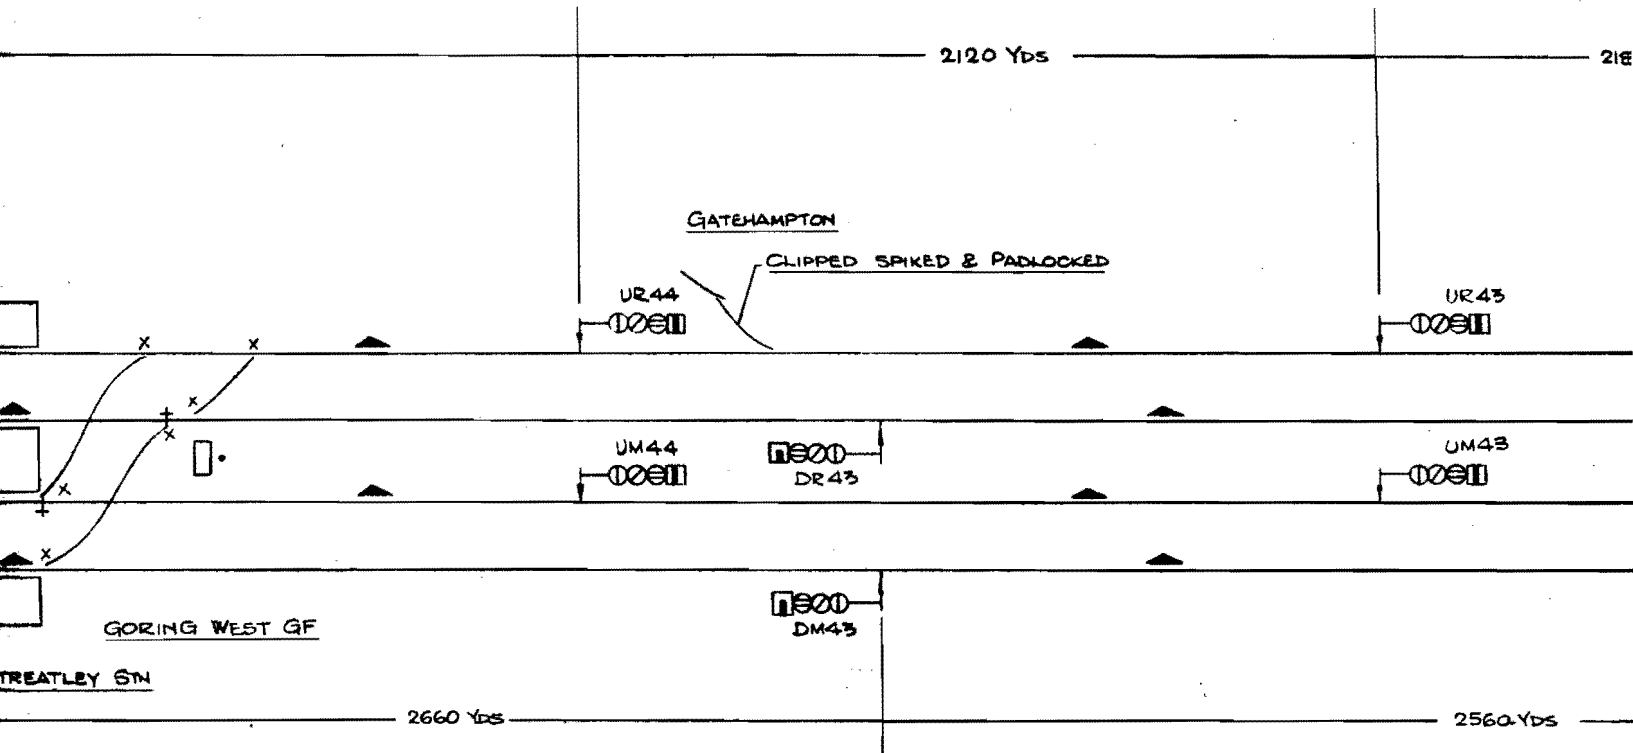 2120 YDS
GATEHAMPTON
CLIPPED SPIKED & PADLOCKED
UR44
UR43
UM44
UM43
DR43
DM43
GORING WEST GF
TREATLEY STN
2660 YDS
2560 YDS